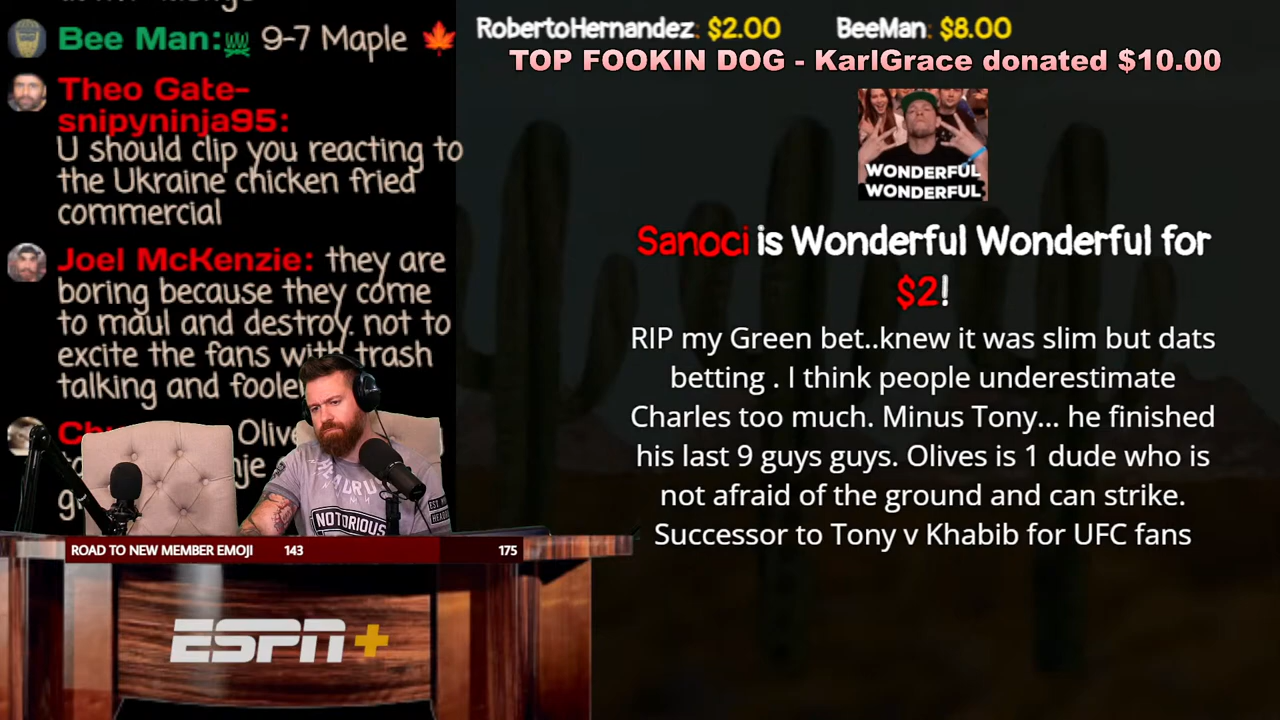 Bee Man: 9-7 Maple
Theo Gate-
snipyninja95:
U should clip you reacting to
the Ukraine chicken fried
commercial
Joel McKenzie: they are
boring because they come
to maul and destroy. not to
excite the fans with trash
talking and
NOTORIOUS
ROAD TO NEW MEMBER EMOJI 143 175
ESPN+
RobertoHernandez: $2.00 BeeMan: $8.00
TOP FOOKIN DOG - KarlGrace donated $10.00
WONDERFUL
WONDERFUL
Sanoci is Wonderful Wonderful for
$2!
RIP my Green bet..knew it was slim but dats
betting . I think people underestimate
Charles too much. Minus Tony... he finished
his last 9 guys guys. Olives is 1 dude who is
not afraid of the ground and can strike.
Successor to Tony v Khabib for UFC fans